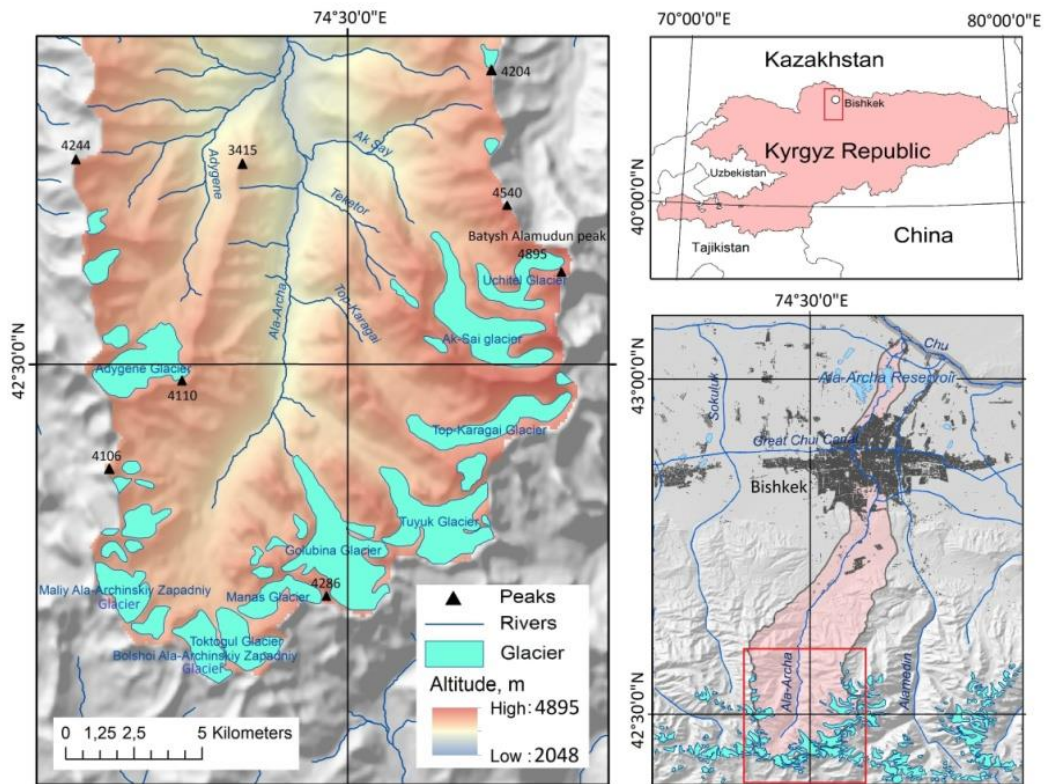 74°30'0"E
4204
4244
3415
Ak Say
Adygene
Teketor
4540
Batysh Alamudun peak
4895
Uchitel Glacier
Ala-Archa
Top-Karagai
Ak-Sai glacier
42°30'0"N
Adygene Glacier
4110
Top-Karagai Glacier
4106
Tuyuk Glacier
Golubina Glacier
Maliy Ala-Archinskiy Zapadniy
Glacier
Manas Glacier
4286
Toktogul Glacier
Bolshoi Ala-Archinskiy Zapadniy
Glacier
Peaks
Rivers
Glacier
Altitude, m
High: 4895
Low : 2048
0 1,25 2,5 5 Kilometers
70°00'0"E
80°00'0"E
Kazakhstan
Bishkek
Kyrgyz Republic
Uzbekistan
40°00'0"N
Tajikistan
China
74°30'0"E
Chu
Ala-Archa Reservoir
43°00'0"N
Sokuluk
Great Chui Canal
Bishkek
Ala-Archa
Alamedin
42°30'0"N